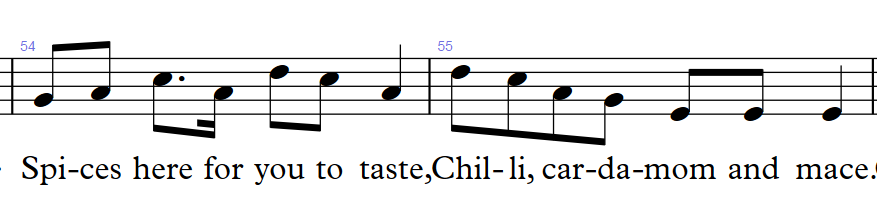 54 55
Spi-ces here for you to taste,Chil-li, car-da-mom and mace.